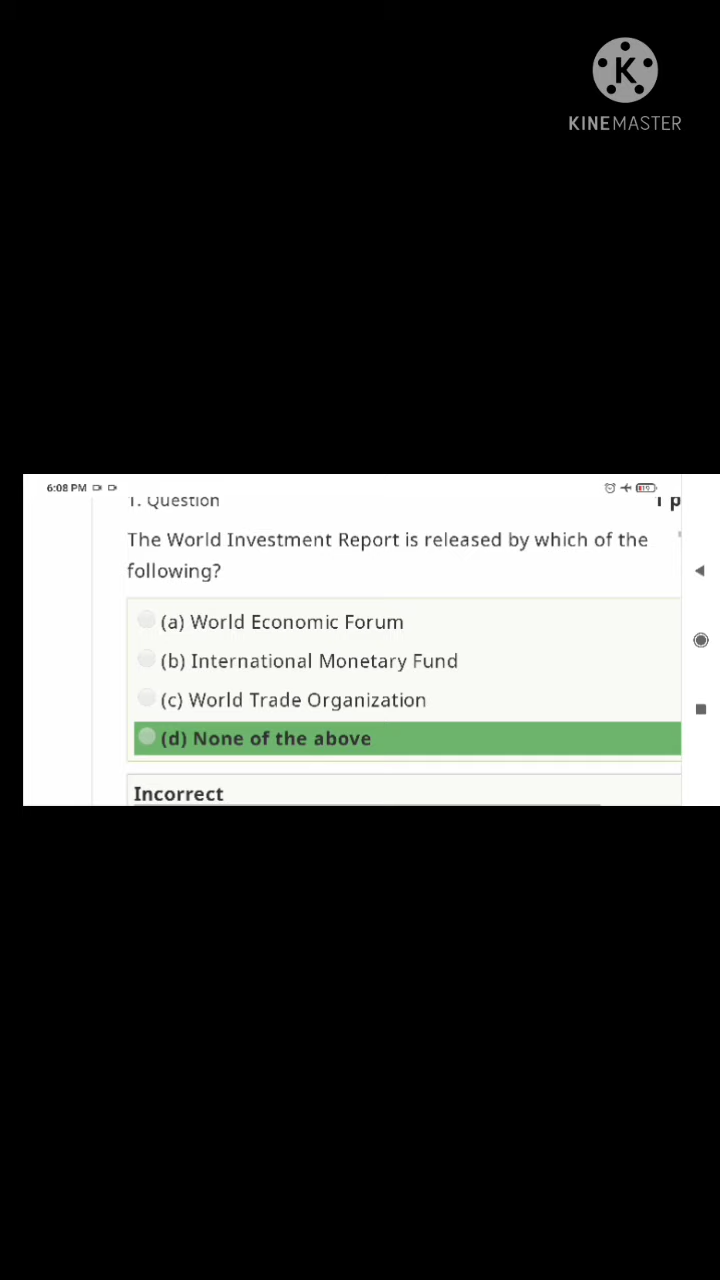 K
KINEMASTER
6:08 PM
1. Question
1 p
The World Investment Report is released by which of the
following?
(a) World Economic Forum
(b) International Monetary Fund
(c) World Trade Organization
(d) None of the above
Incorrect